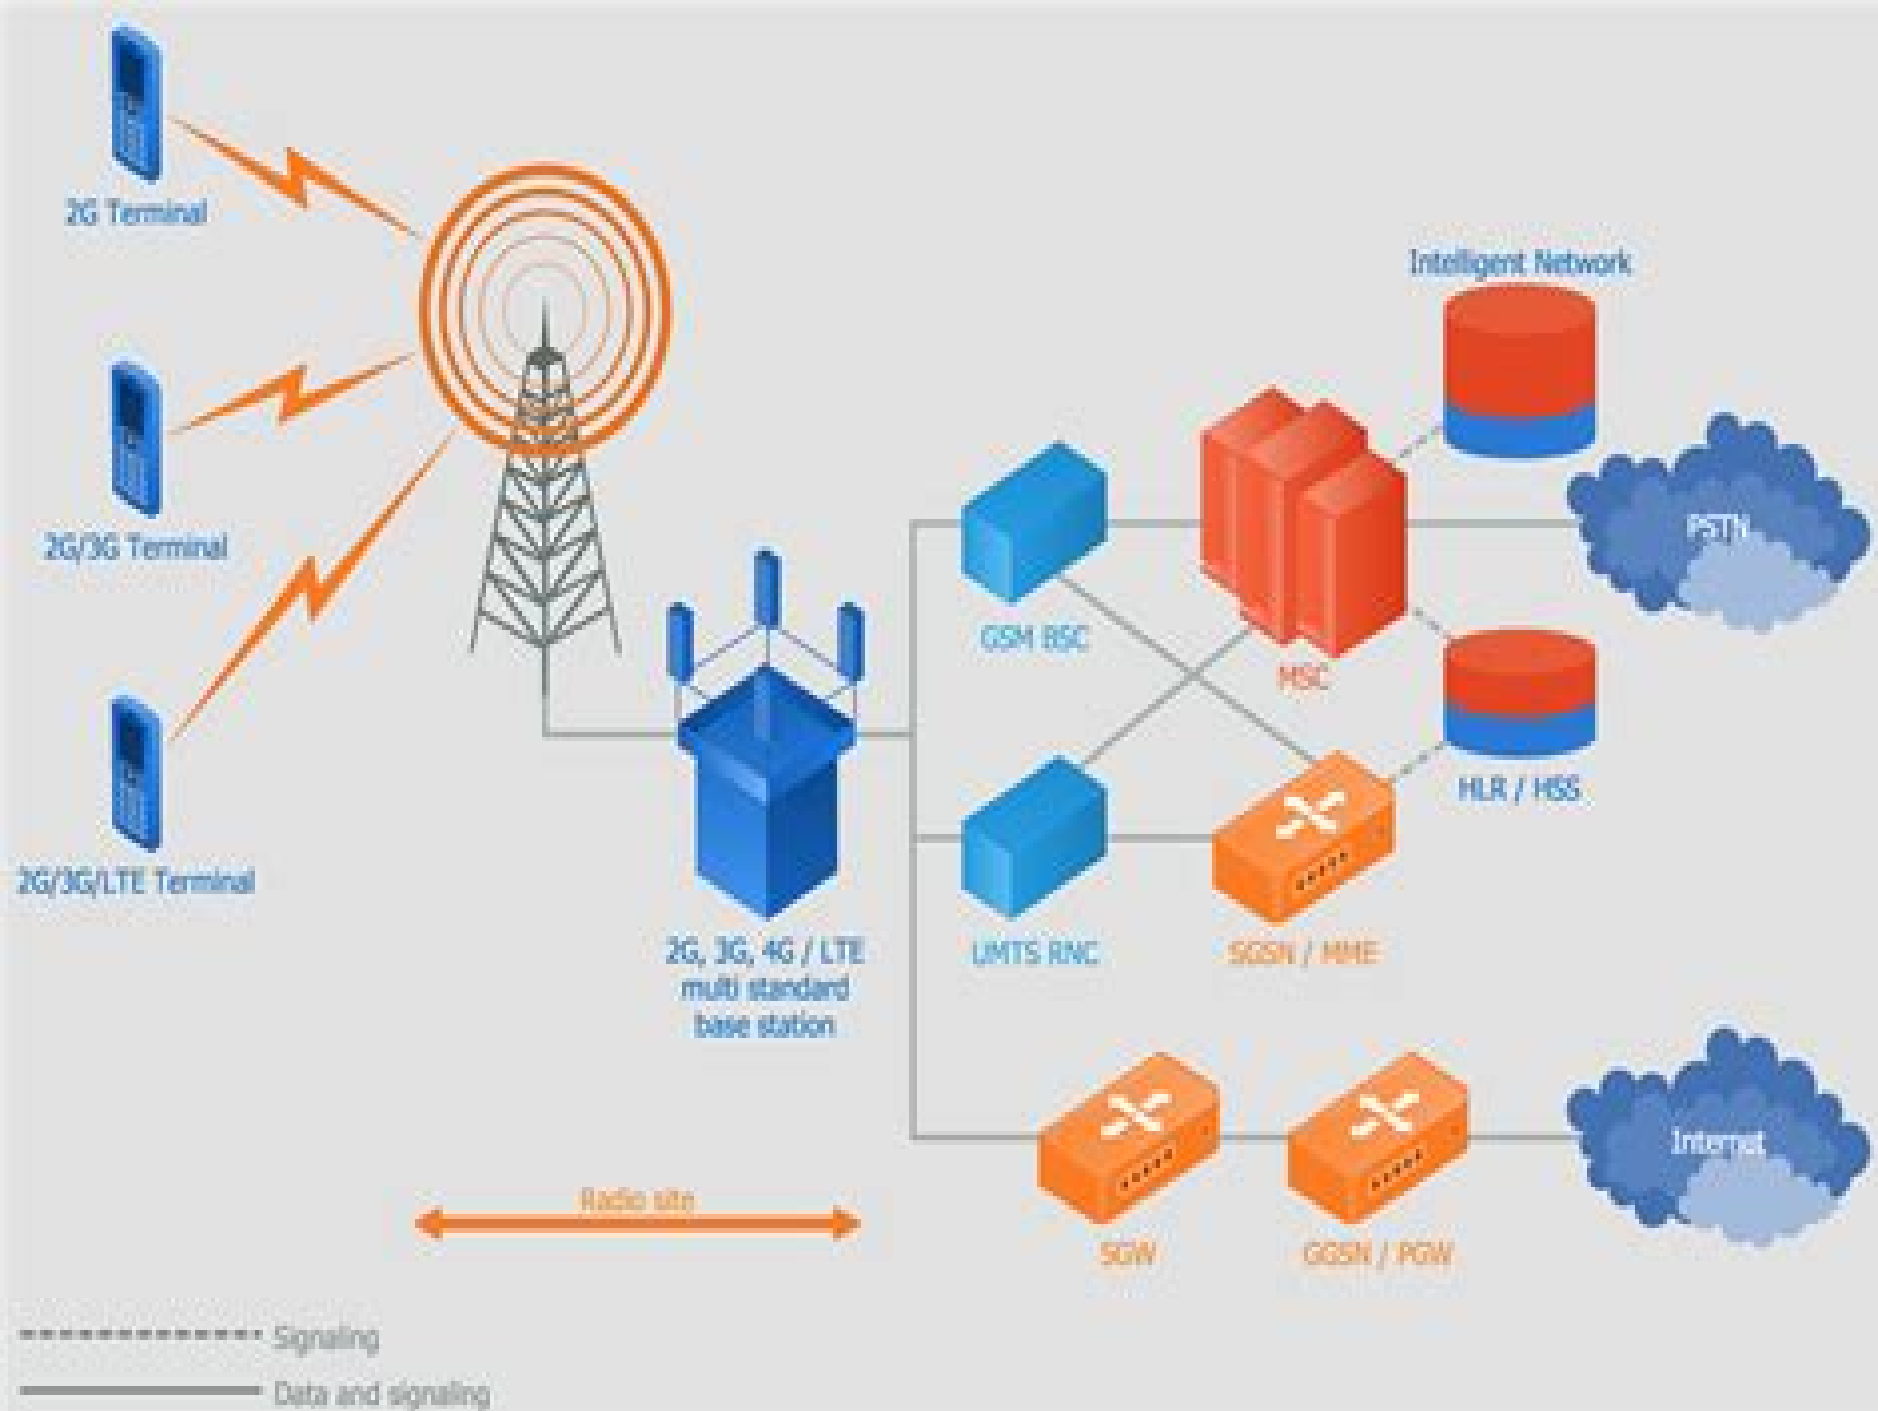 2G Terminal
Intelligent Network
PSTN
2G/3G Terminal
GSM BSC
MSC
HLR / HSS
2G/3G/LTE Terminal
2G, 3G, 4G / LTE
multi standard
base station
UMTS RNC
SGSN / MME
Internet
Radio site
SGW
GGSN / PGW
Signaling
Data and signaling